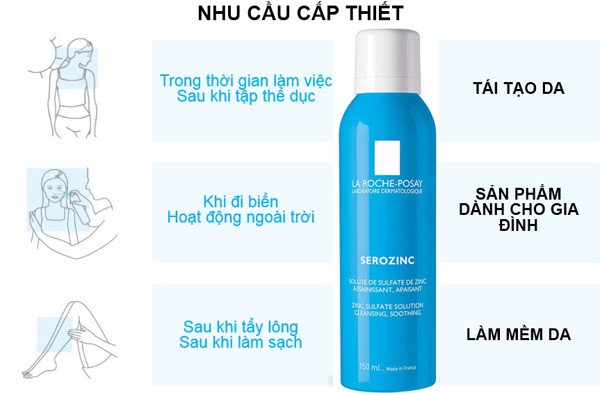 NHU CẦU CẤP THIẾT
Trong thời gian làm việc
Sau khi tập thể dục
TÁI TẠO DA
LA ROCHE-POSAY
LABORATOIRE DERMATOLOGIQUE
Khi đi biển
Hoạt động ngoài trời
SẢN PHẨM
DÀNH CHO GIA
ĐÌNH
SEROZINC
SOLUTÉ DE SULFATE DE ZINC
ASSAINISSANT, APAISANT
ZINC SULFATE SOLUTION
CLEANSING, SOOTHING
Sau khi tẩy lông
Sau khi làm sạch
LÀM MỀM DA
150 ml . Made in France